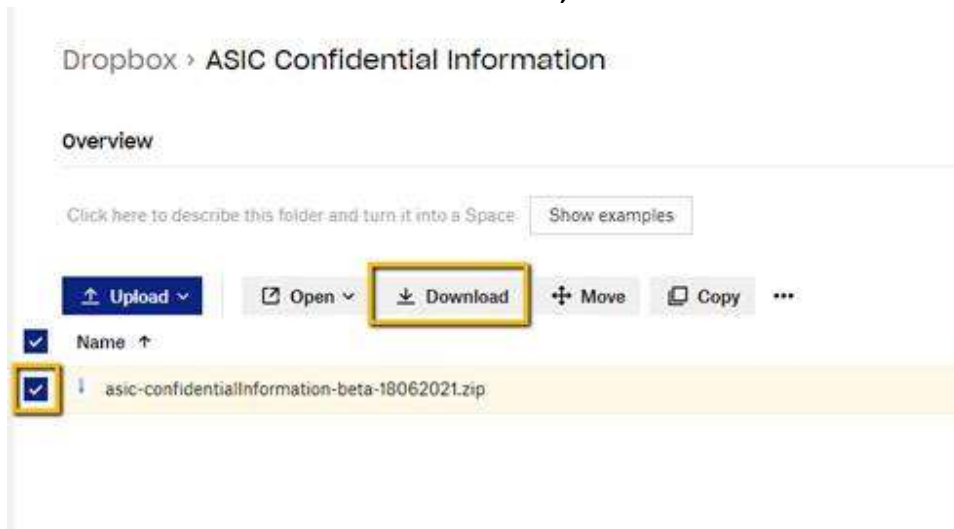 Dropbox › ASIC Confidential Information
Overview
Click here to describe this folder and turn it into a Space Show examples
Upload Open Download Move Copy •••
Name ↑
asic-confidentialInformation-beta-18062021.zip